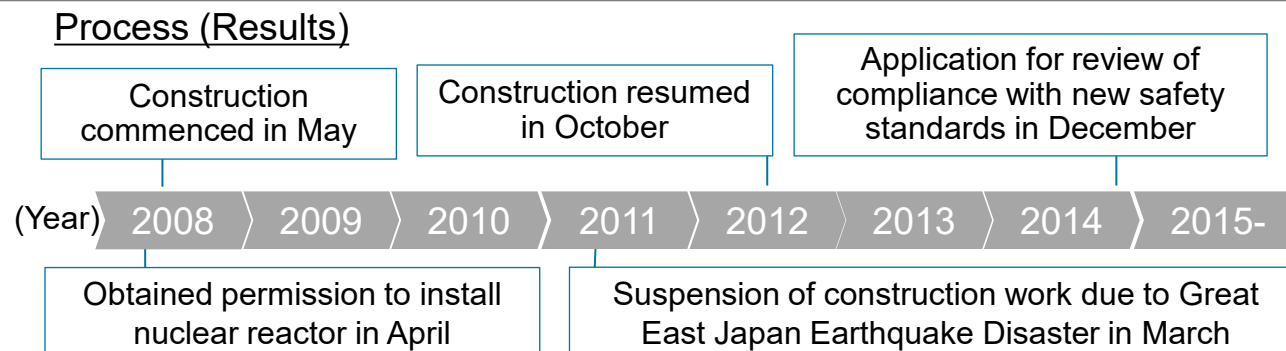 Process (Results)
Construction
commenced in May
Construction resumed
in October
Application for review of
compliance with new safety
standards in December
(Year) 2008 2009 2010 2011 2012 2013 2014 2015-
Obtained permission to install
nuclear reactor in April
Suspension of construction work due to Great
East Japan Earthquake Disaster in March